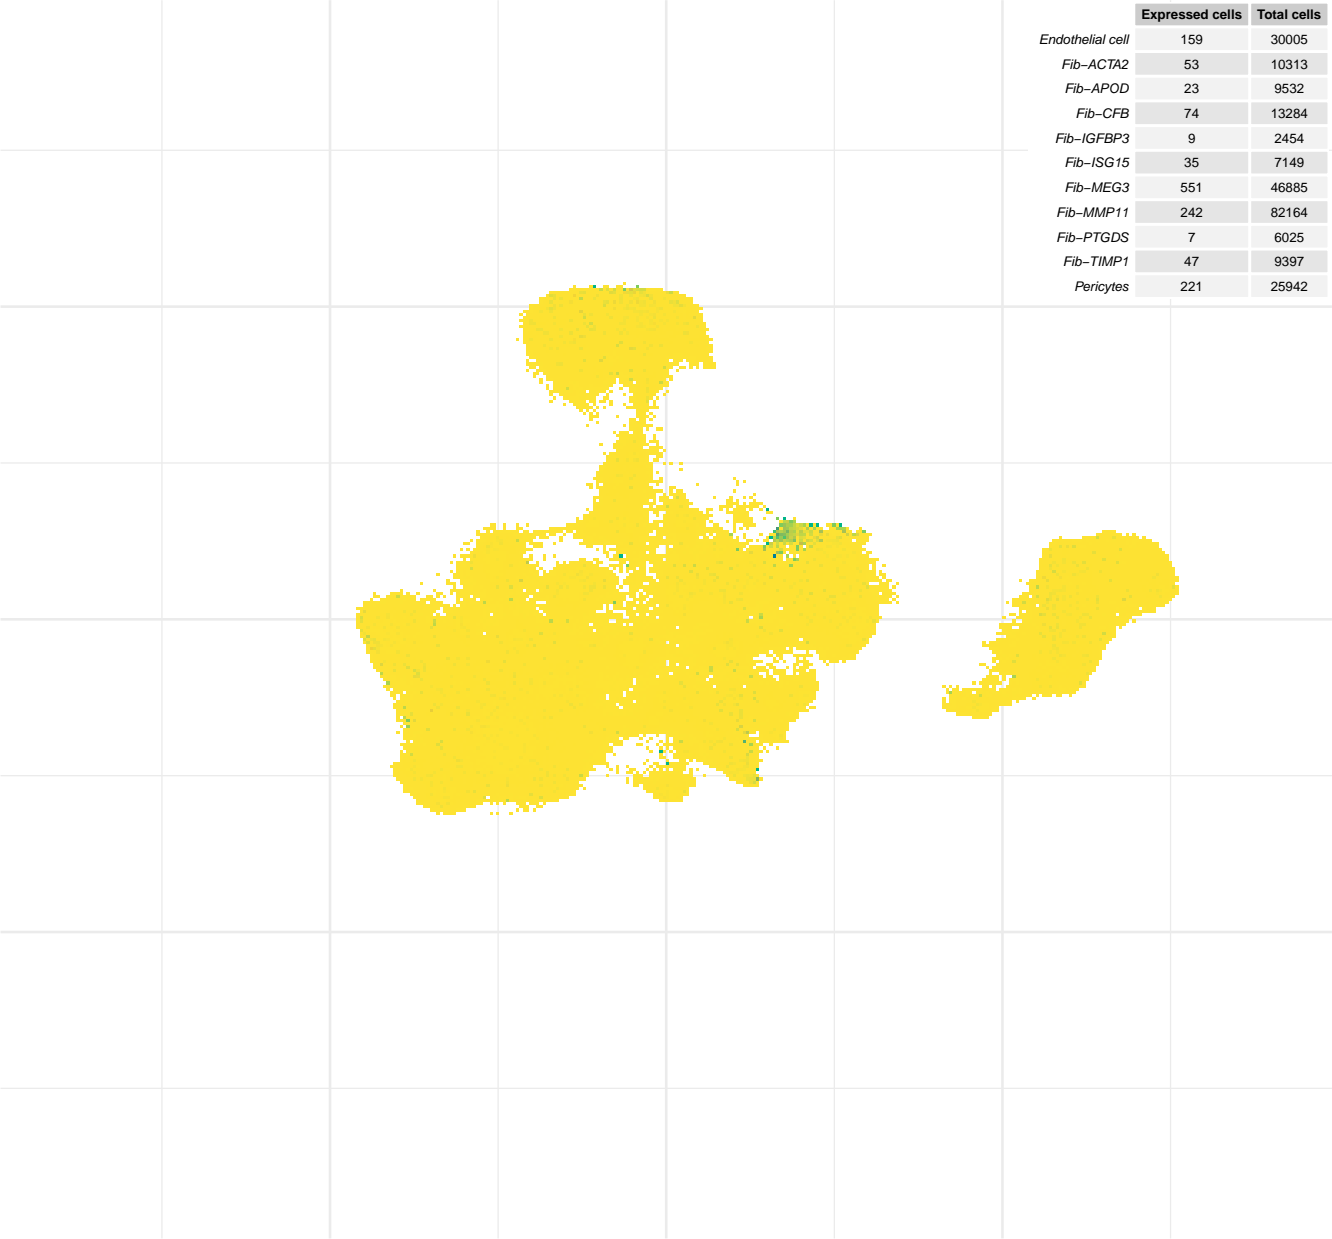 Expressed cells Total cells
Endothelial cell 159 30005
Fib−ACTA2 53 10313
Fib−APOD 23 9532
Fib−CFB 74 13284
Fib−IGFBP3 9 2454
Fib−ISG15 35 7149
Fib−MEG3 551 46885
Fib−MMP11 242 82164
Fib−PTGDS 7 6025
Fib−TIMP1 47 9397
Pericytes 221 25942